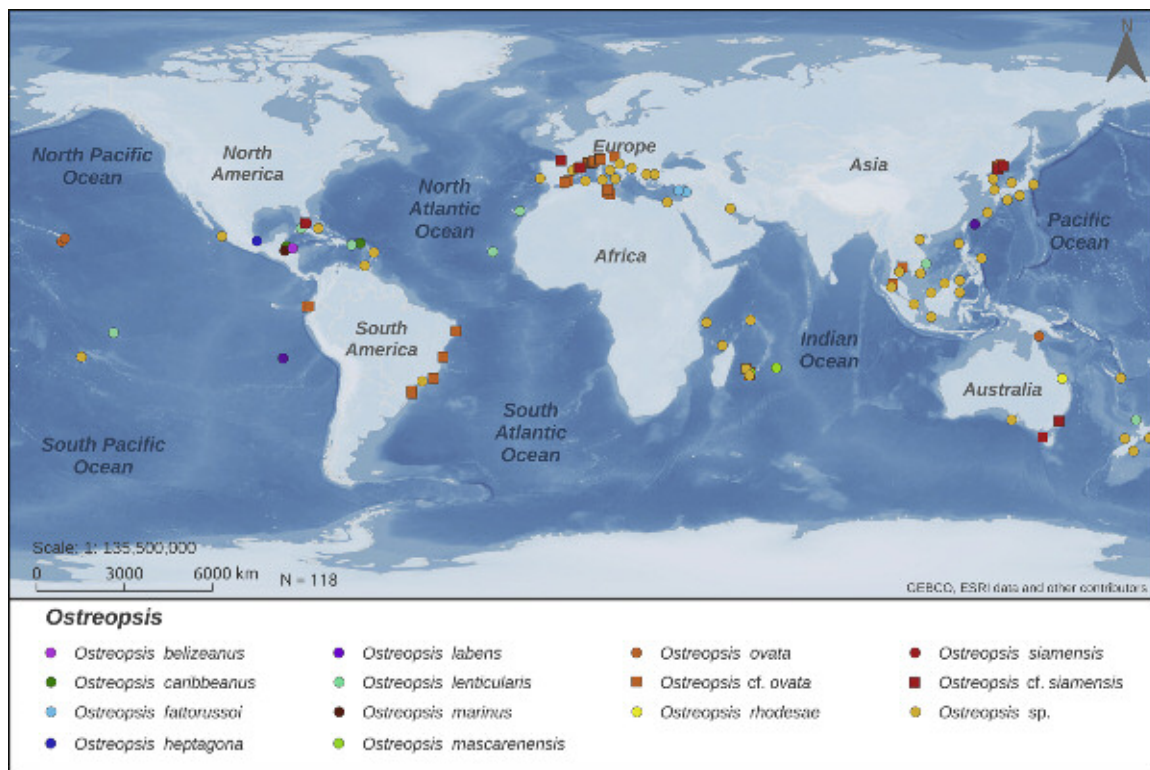 N
North Pacific
Ocean
North
America
North
Atlantic
Ocean
Europe
Asia
Pacific
Ocean
Africa
South
America
Indian
Ocean
Australia
South
Atlantic
Ocean
South Pacific
Ocean
Scale: 1: 135,500,000
0 3000 6000 km
N = 118
GEBCO, ESRI data and other contributors
Ostreopsis
Ostreopsis belizeanus
Ostreopsis labens
Ostreopsis ovata
Ostreopsis siamensis
Ostreopsis caribbeanus
Ostreopsis lenticularis
Ostreopsis cf. ovata
Ostreopsis cf. siamensis
Ostreopsis fattorussoi
Ostreopsis marinus
Ostreopsis rhodesae
Ostreopsis sp.
Ostreopsis heptagona
Ostreopsis mascarenensis